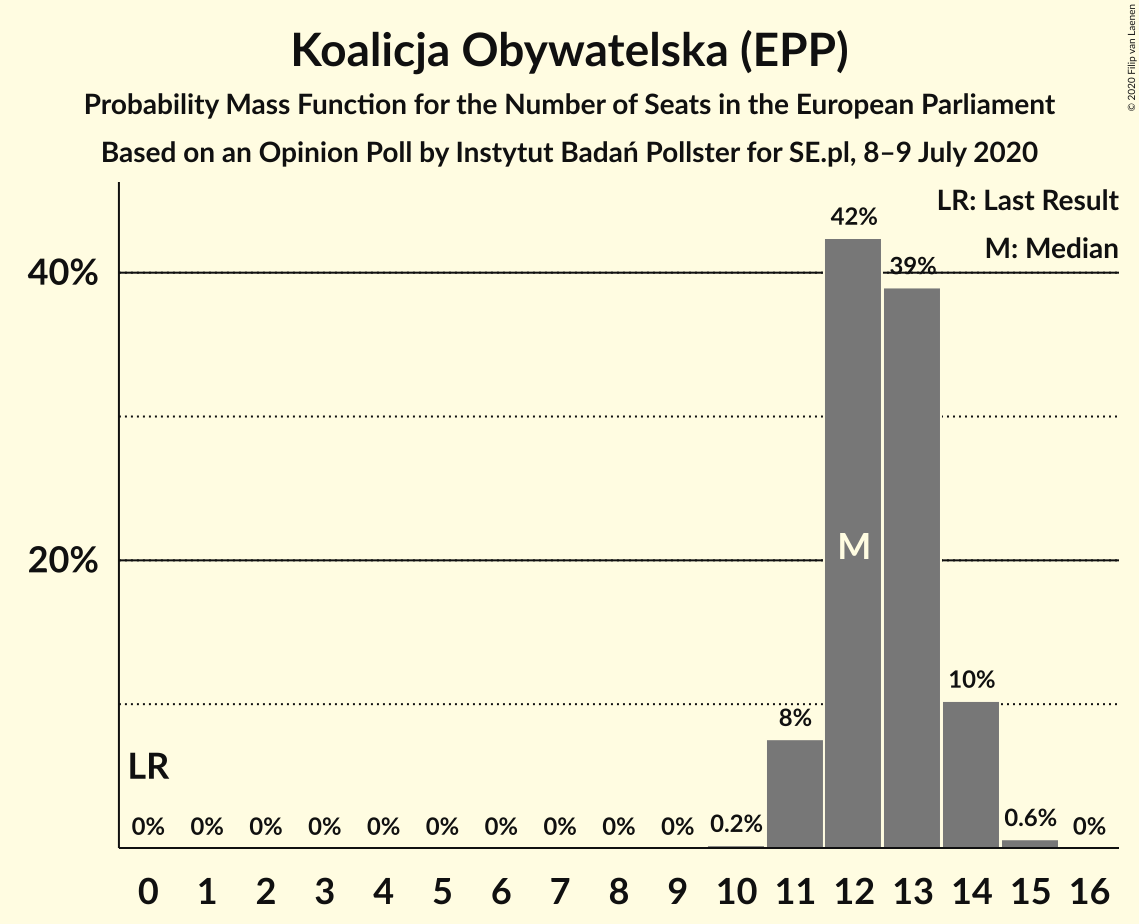 Koalicja Obywatelska (EPP)
Probability Mass Function for the Number of Seats in the European Parliament
Based on an Opinion Poll by Instytut Badań Pollster for SE.pl, 8–9 July 2020
© 2020 Filip van Laenen
LR: Last Result
M: Median
42%
39%
40%
M
20%
10%
8%
LR
0% 0% 0% 0% 0% 0% 0% 0% 0% 0% 0.2% 0.6% 0%
0 1 2 3 4 5 6 7 8 9 10 11 12 13 14 15 16